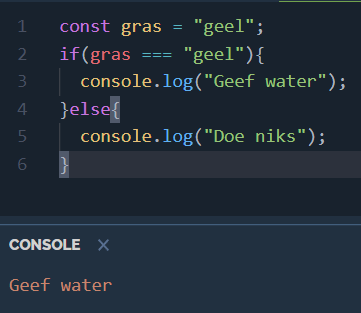 1 const gras = "geel";
2 if(gras === "geel"){
3   console.log("Geef water");
4 }else{
5   console.log("Doe niks");
6 }
CONSOLE X
Geef water